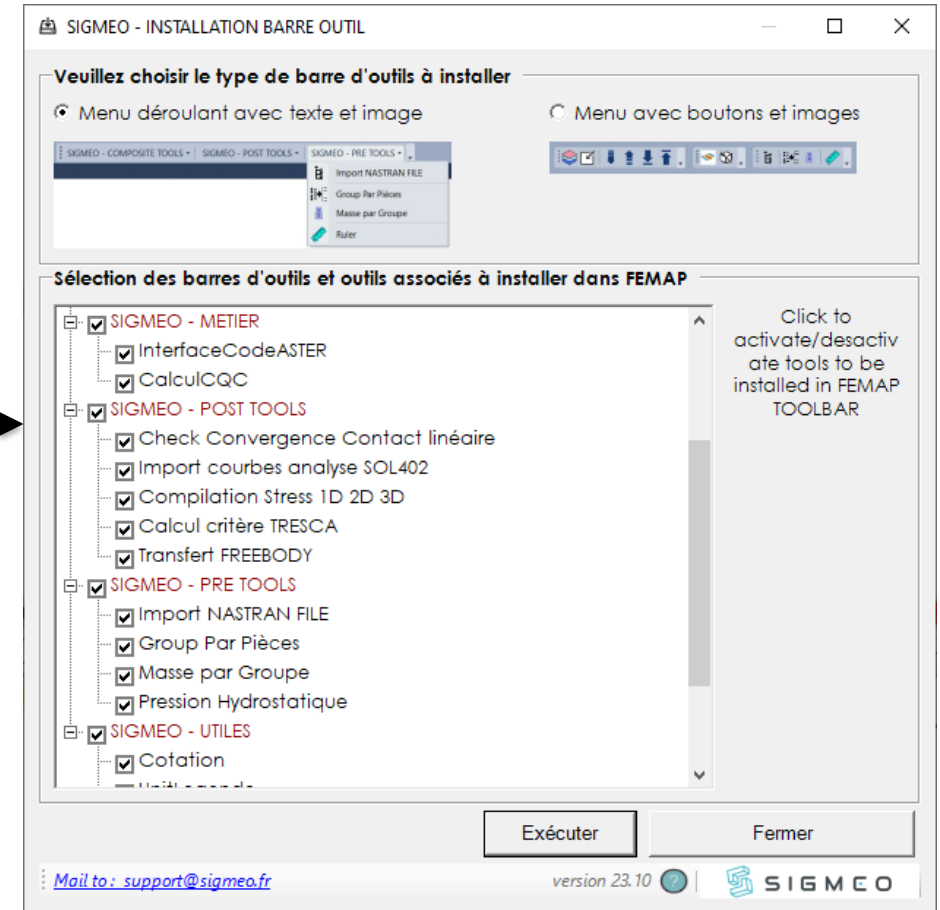 SIGMEO - INSTALLATION BARRE OUTIL
Veuillez choisir le type de barre d'outils à installer
Menu déroulant avec texte et image
Menu avec boutons et images
SIGMEO - COMPOSITE TOOLS SIGMEO - POST TOOLS SIGMEO - PRE TOOLS
Import NASTRAN FILE
Group Par Pièces
Masse par Groupe
Ruler
Sélection des barres d'outils et outils associés à installer dans FEMAP
SIGMEO - METIER
InterfaceCodeASTER
CalculCQC
SIGMEO - POST TOOLS
Check Convergence Contact linéaire
Import courbes analyse SOL402
Compilation Stress 1D 2D 3D
Calcul critère TRESCA
Transfert FREEBODY
SIGMEO - PRE TOOLS
Import NASTRAN FILE
Group Par Pièces
Masse par Groupe
Pression Hydrostatique
SIGMEO - UTILES
Cotation
Click to
activate/desactiv
ate tools to be
installed in FEMAP
TOOLBAR
Exécuter
Fermer
Mail to : support@sigmeo.fr
version 23.10
?
SIGMEO